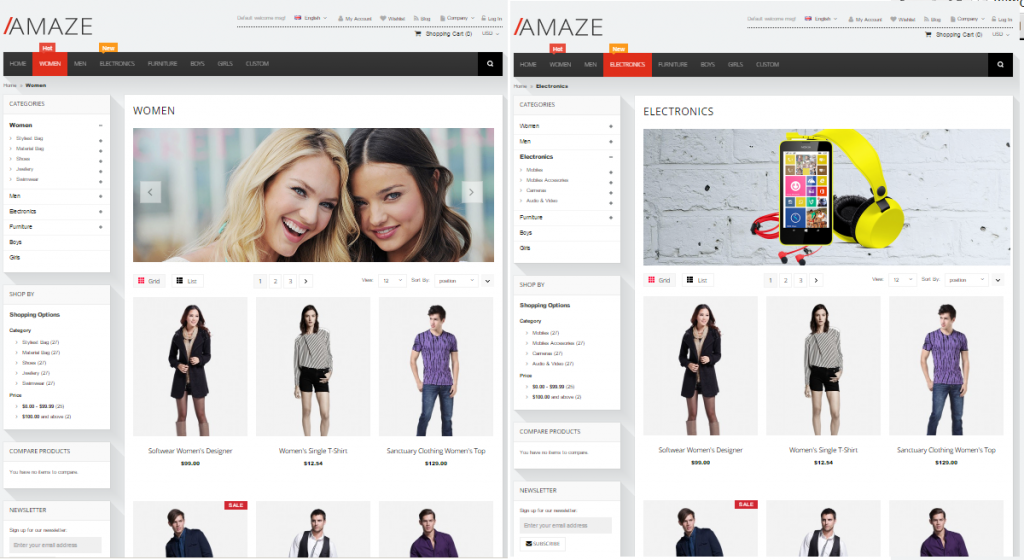 /AMAZE
Default welcome msg!
English
My Account
Wishlist
Blog
Company
Log In
Shopping Cart (0)
USD
Hot
New
HOME
WOMEN
MEN
ELECTRONICS
FURNITURE
BOYS
GIRLS
CUSTOM
Home > Women
CATEGORIES
Women
Stylest Bag
Material Bag
Shoes
Jwellery
Swimwear
Men
Electronics
Furniture
Boys
Girls
SHOP BY
Shopping Options
Category
Stylest Bag (27)
Material Bag (27)
Shoes (27)
Jwellery (27)
Swimwear (27)
Price
$0.00 - $99.99 (25)
$100.00 and above (2)
COMPARE PRODUCTS
You have no items to compare.
NEWSLETTER
Sign up for our newsletter:
Enter your email address
WOMEN
Grid
List
1 2 3
View:
12
Sort By:
position
Softwear Women's Designer
$99.00
Women's Single T-Shirt
$12.54
Sanctuary Clothing Women's Top
$129.00
SALE
/AMAZE
Default welcome msg!
English
My Account
Wishlist
Blog
Company
Log In
Shopping Cart (0)
USD
Hot
New
HOME
WOMEN
MEN
ELECTRONICS
FURNITURE
BOYS
GIRLS
CUSTOM
Home > Electronics
CATEGORIES
Women
Men
Electronics
Mobiles
Mobiles Accesories
Cameras
Audio & Video
Furniture
Boys
Girls
SHOP BY
Shopping Options
Category
Mobiles (27)
Mobiles Accesories (27)
Cameras (27)
Audio & Video (27)
Price
$0.00 - $99.99 (25)
$100.00 and above (2)
COMPARE PRODUCTS
You have no items to compare.
NEWSLETTER
Sign up for our newsletter:
Enter your email address
SUBSCRIBE
ELECTRONICS
Grid
List
1 2 3
View:
12
Sort By:
position
Softwear Women's Designer
$99.00
Women's Single T-Shirt
$12.54
Sanctuary Clothing Women's Top
$129.00
SALE